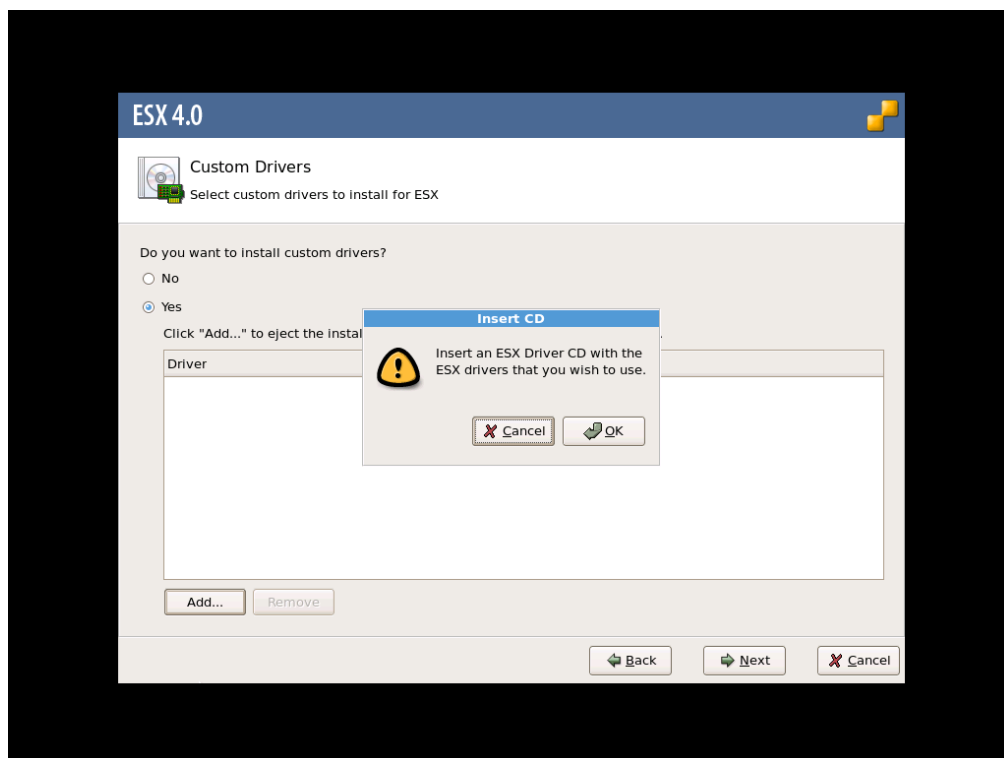 ESX 4.0
Custom Drivers
Select custom drivers to install for ESX
Do you want to install custom drivers?
No
Yes
Click "Add..." to eject the instal
Driver
Insert CD
Insert an ESX Driver CD with the
ESX drivers that you wish to use.
Cancel
OK
Add...
Remove
Back
Next
Cancel